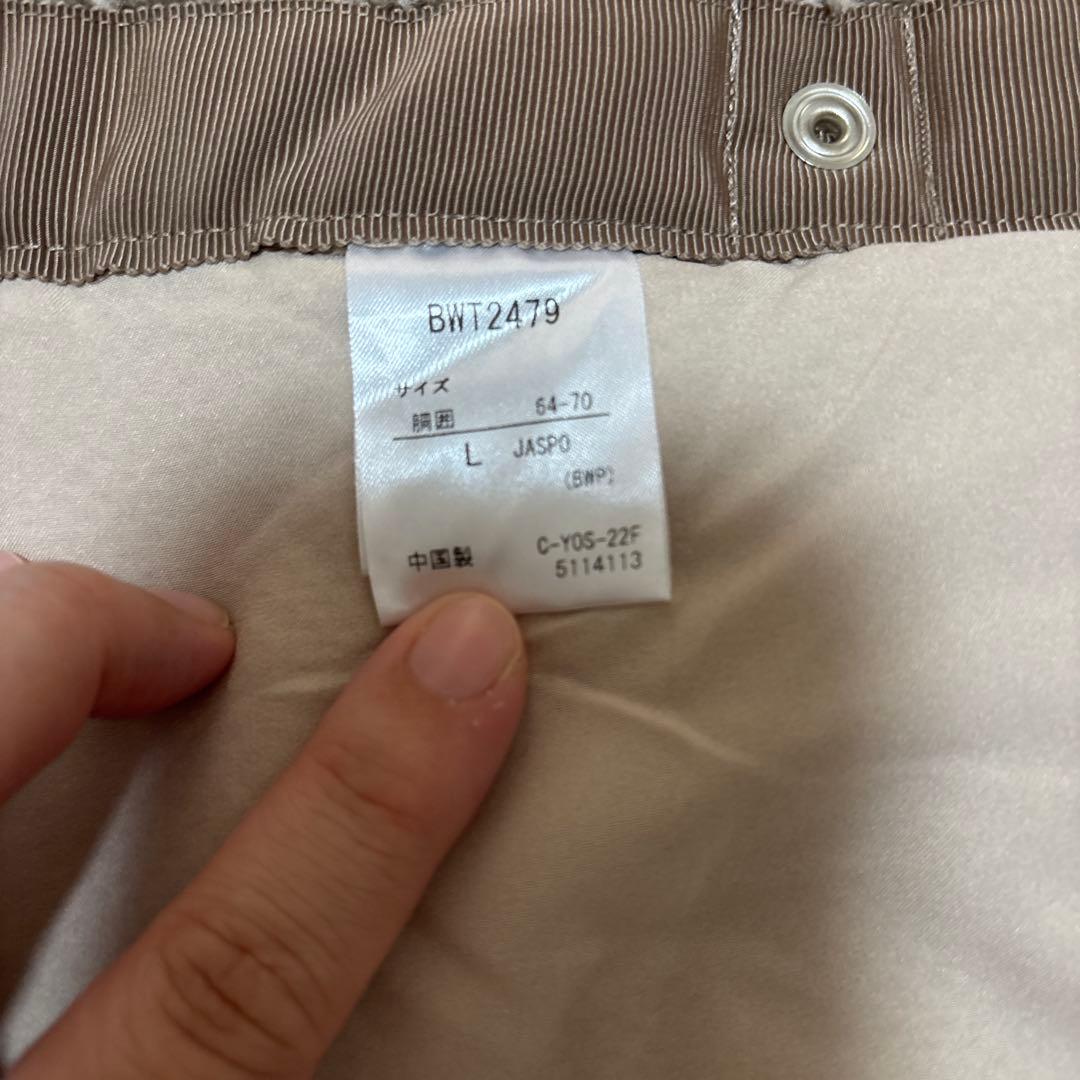 BWT2479
サイズ
胴囲 64-70
L JASPO
(BWP)
C-YOS-22F
中国製 5114113